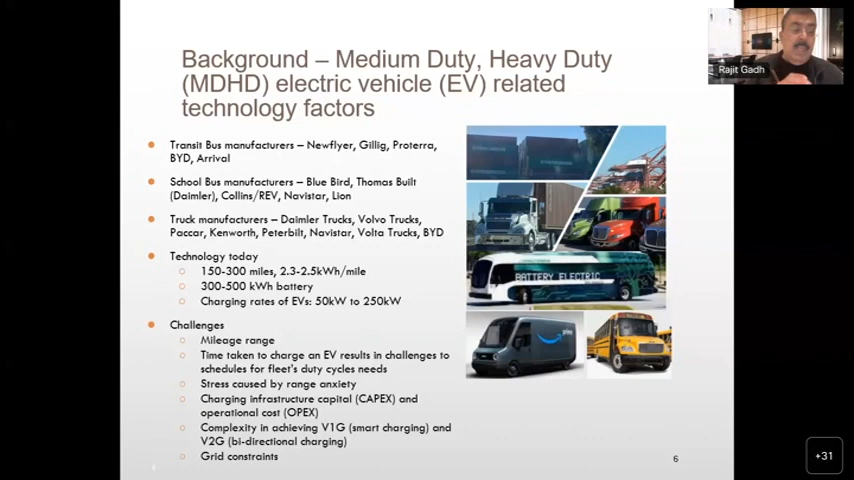 Background – Medium Duty, Heavy Duty
(MDHD) electric vehicle (EV) related
technology factors
Transit Bus manufacturers – Newflyer, Gillig, Proterra,
BYD, Arrival
School Bus manufacturers – Blue Bird, Thomas Built
(Daimler), Collins/REV, Navistar, Lion
Truck manufacturers – Daimler Trucks, Volvo Trucks,
Paccar, Kenworth, Peterbilt, Navistar, Volta Trucks, BYD
Technology today
150-300 miles, 2.3-2.5kWh/mile
300-500 kWh battery
Charging rates of EVs: 50kW to 250kW
Challenges
Mileage range
Time taken to charge an EV results in challenges to
schedules for fleet's duty cycles needs
Stress caused by range anxiety
Charging infrastructure capital (CAPEX) and
operational cost (OPEX)
Complexity in achieving V1G (smart charging) and
V2G (bi-directional charging)
Grid constraints
BATTERY ELECTRIC
prime
6
Rajit Gadh
+31